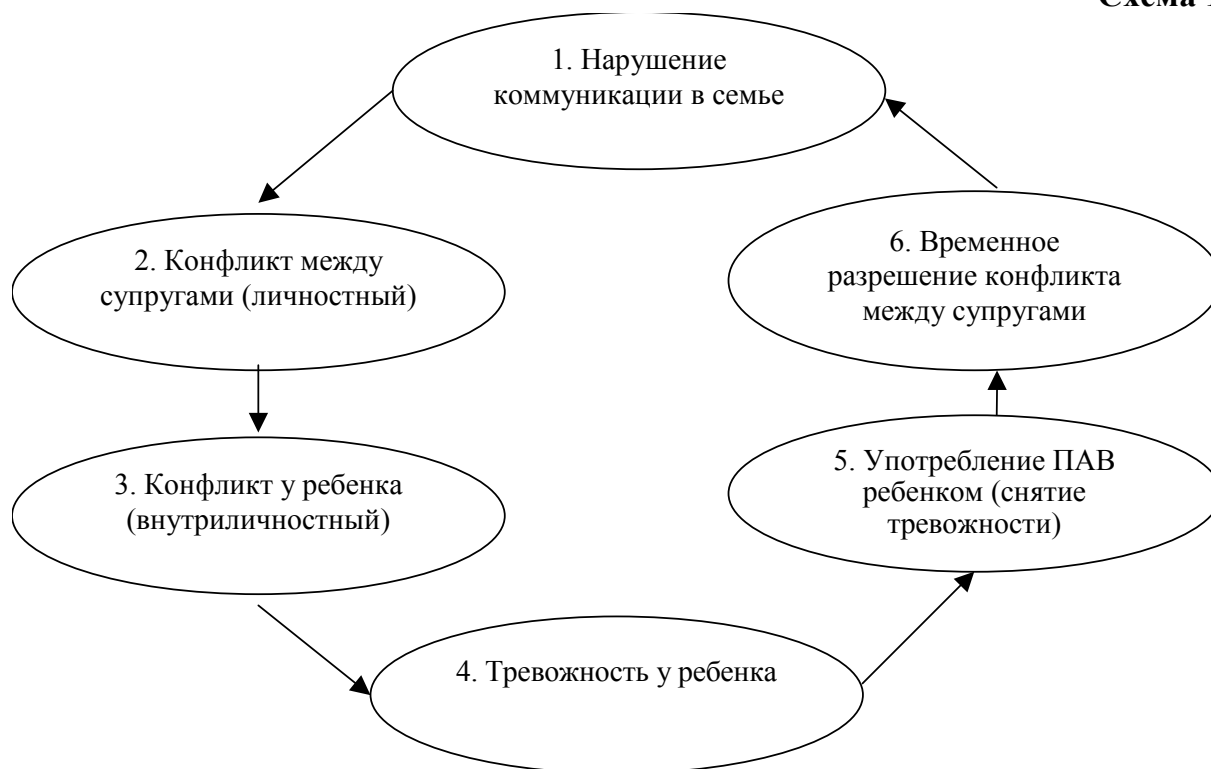 Схема 1
1. Нарушение
коммуникации в семье
2. Конфликт между
супругами (личностный)
6. Временное
разрешение конфликта
между супругами
3. Конфликт у ребенка
(внутриличностный)
5. Употребление ПАВ
ребенком (снятие
тревожности)
4. Тревожность у ребенка